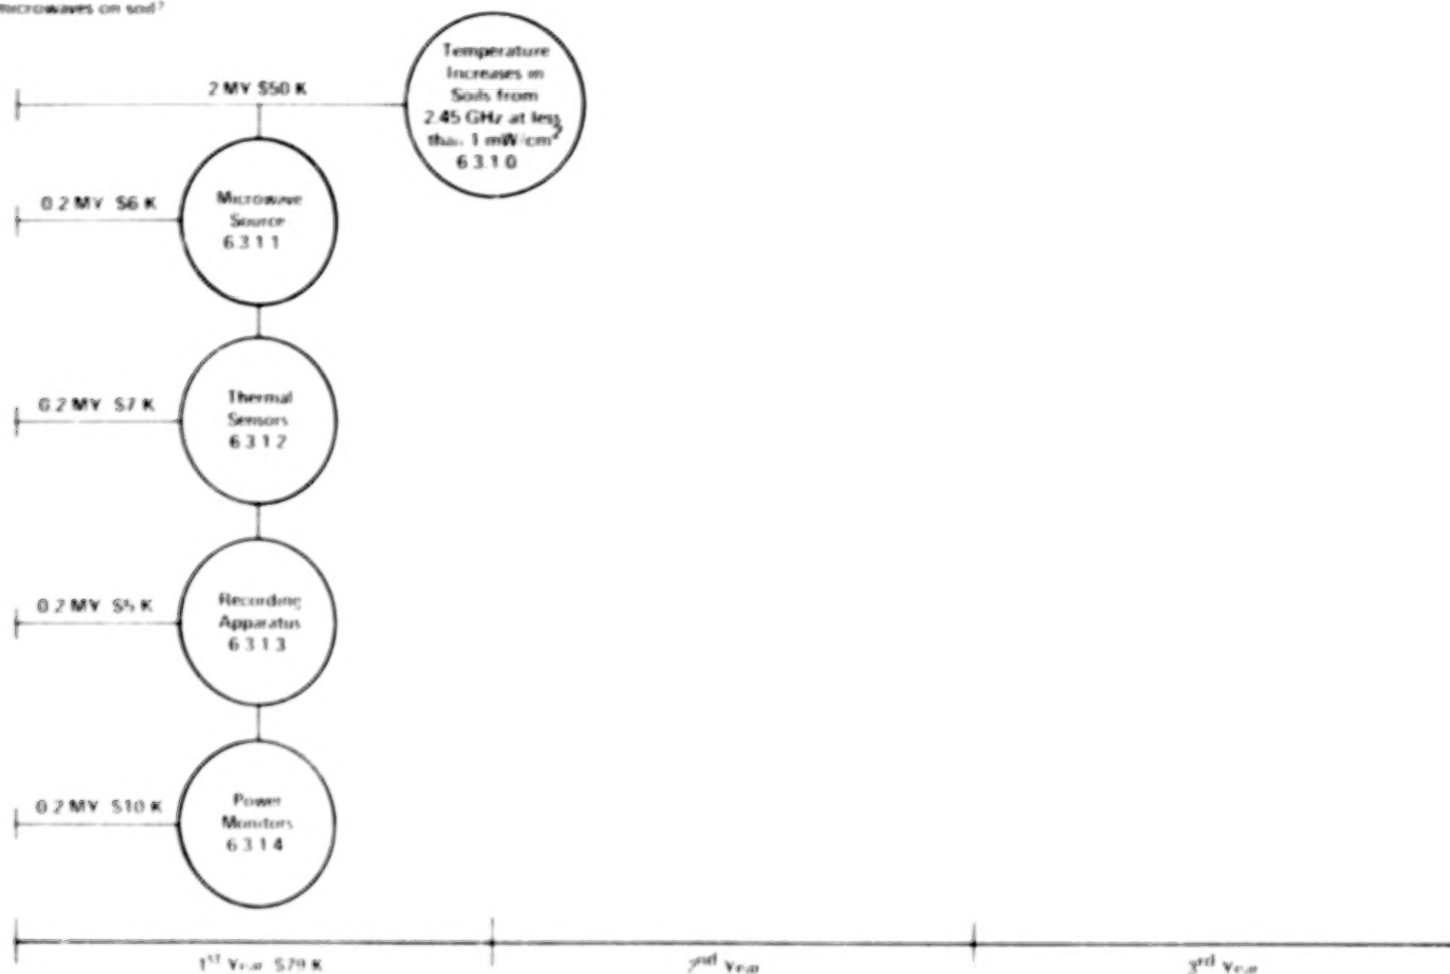 microwaves on soil?
Temperature
Increases in
Soils from
2.45 GHz at less
than 1 mW/cm²
6.3.1.0
2 MY $50 K
0.2 MY $6 K
Microwave
Source
6.3.1.1
0.2 MY $7 K
Thermal
Sensors
6.3.1.2
0.2 MY $5 K
Recording
Apparatus
6.3.1.3
0.2 MY $10 K
Power
Monitors
6.3.1.4
1st Year $79 K
2nd Year
3rd Year